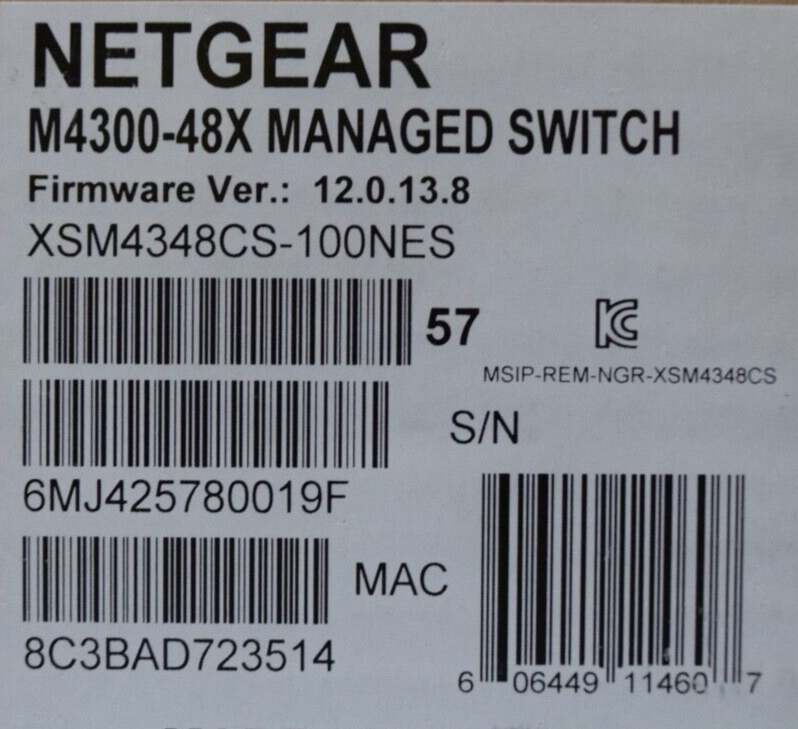 NETGEAR
M4300-48X MANAGED SWITCH
Firmware Ver.: 12.0.13.8
XSM4348CS-100NES
57
MSIP-REM-NGR-XSM4348CS
S/N
6MJ425780019F
MAC
8C3BAD723514
6 06449 11460 7